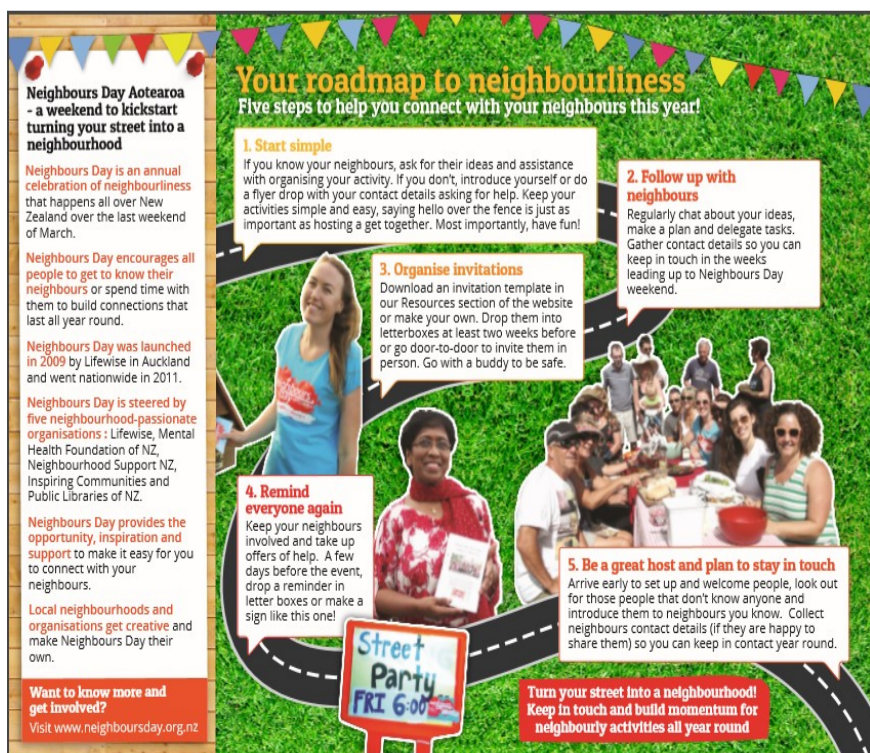 Neighbours Day Aotearoa
- a weekend to kickstart
turning your street into a
neighbourhood
Neighbours Day is an annual
celebration of neighbourliness
that happens all over New
Zealand over the last weekend
of March.
Neighbours Day encourages all
people to get to know their
neighbours or spend time with
them to build connections that
last all year round.
Neighbours Day was launched
in 2009 by Lifewise in Auckland
and went nationwide in 2011.
Neighbours Day is steered by
five neighbourhood-passionate
organisations : Lifewise, Mental
Health Foundation of NZ,
Neighbourhood Support NZ,
Inspiring Communities and
Public Libraries of NZ.
Neighbours Day provides the
opportunity, inspiration and
support to make it easy for you
to connect with your
neighbours.
Local neighbourhoods and
organisations get creative and
make Neighbours Day their
own.
Want to know more and
get involved?
Visit www.neighboursday.org.nz
Your roadmap to neighbourliness
Five steps to help you connect with your neighbours this year!
1. Start simple
If you know your neighbours, ask for their ideas and assistance
with organising your activity. If you don't, introduce yourself or do
a flyer drop with your contact details asking for help. Keep your
activities simple and easy, saying hello over the fence is just as
important as hosting a get together. Most importantly, have fun!
2. Follow up with
neighbours
Regularly chat about your ideas,
make a plan and delegate tasks.
Gather contact details so you can
keep in touch in the weeks
leading up to Neighbours Day
weekend.
3. Organise invitations
Download an invitation template in
our Resources section of the website
or make your own. Drop them into
letterboxes at least two weeks before
or go door-to-door to invite them in
person. Go with a buddy to be safe.
4. Remind
everyone again
Keep your neighbours
involved and take up
offers of help. A few
days before the event,
drop a reminder in
letter boxes or make a
sign like this one!
Street
Party
FRI 6:00
5. Be a great host and plan to stay in touch
Arrive early to set up and welcome people, look out
for those people that don't know anyone and
introduce them to neighbours you know. Collect
neighbours contact details (if they are happy to
share them) so you can keep in contact year round.
Turn your street into a neighbourhood!
Keep in touch and build momentum for
neighbourly activities all year round